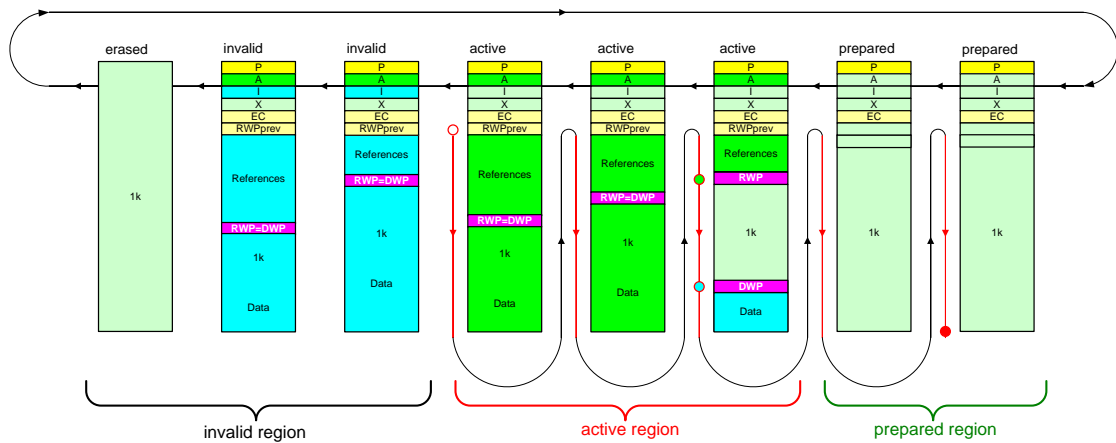 erased
1k
invalid
P
A
I
X
EC
RWPprev
References
RWP=DWP
1k
Data
invalid
P
A
I
X
EC
RWPprev
References
RWP=DWP
1k
Data
active
P
A
I
X
EC
RWPprev
References
RWP=DWP
1k
Data
active
P
A
I
X
EC
RWPprev
References
RWP=DWP
1k
Data
active
P
A
I
X
EC
RWPprev
References
RWP
1k
DWP
Data
prepared
P
A
I
X
EC
1k
prepared
P
A
I
X
EC
1k
invalid region
active region
prepared region